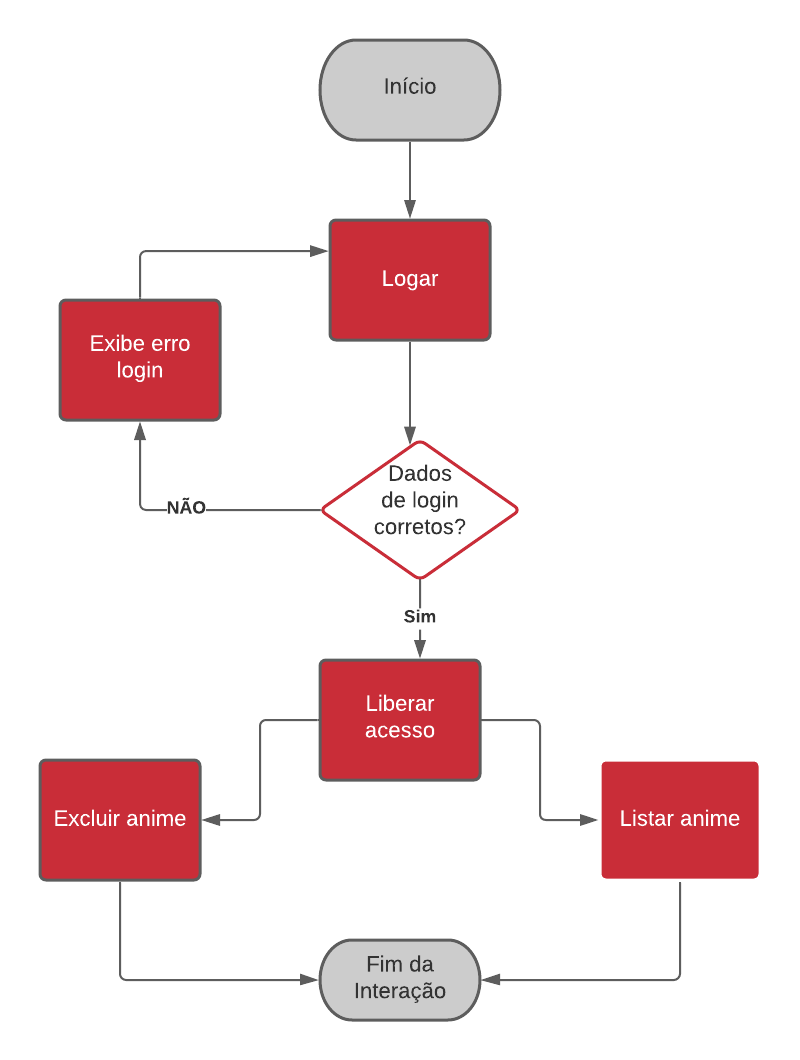 Início
Logar
Exibe erro
login
Dados
de login
corretos?
NÃO
Sim
Liberar
acesso
Excluir anime
Listar anime
Fim da
Interação